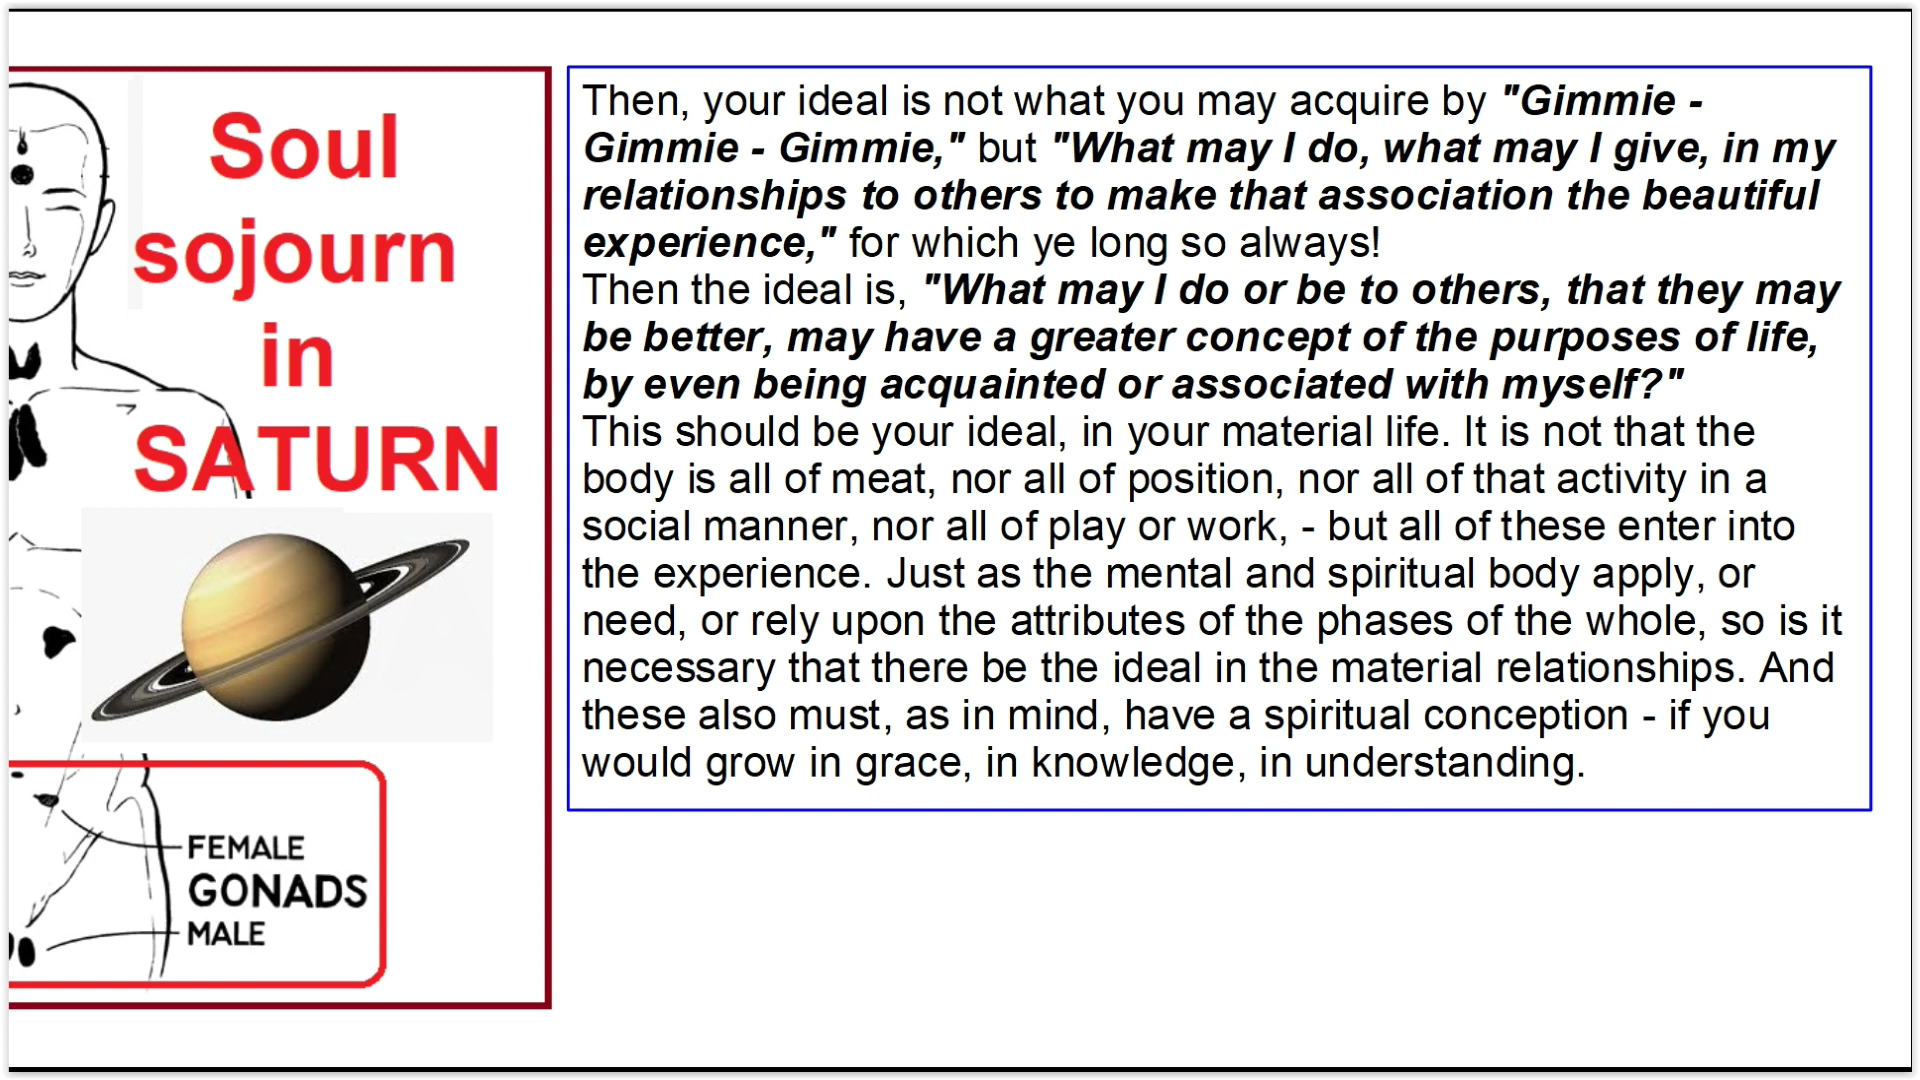 Soul
sojourn
in
SATURN
FEMALE
GONADS
MALE
Then, your ideal is not what you may acquire by "Gimmie -
Gimmie - Gimmie," but "What may I do, what may I give, in my
relationships to others to make that association the beautiful
experience," for which ye long so always!
Then the ideal is, "What may I do or be to others, that they may
be better, may have a greater concept of the purposes of life,
by even being acquainted or associated with myself?"
This should be your ideal, in your material life. It is not that the
body is all of meat, nor all of position, nor all of that activity in a
social manner, nor all of play or work, - but all of these enter into
the experience. Just as the mental and spiritual body apply, or
need, or rely upon the attributes of the phases of the whole, so is it
necessary that there be the ideal in the material relationships. And
these also must, as in mind, have a spiritual conception - if you
would grow in grace, in knowledge, in understanding.